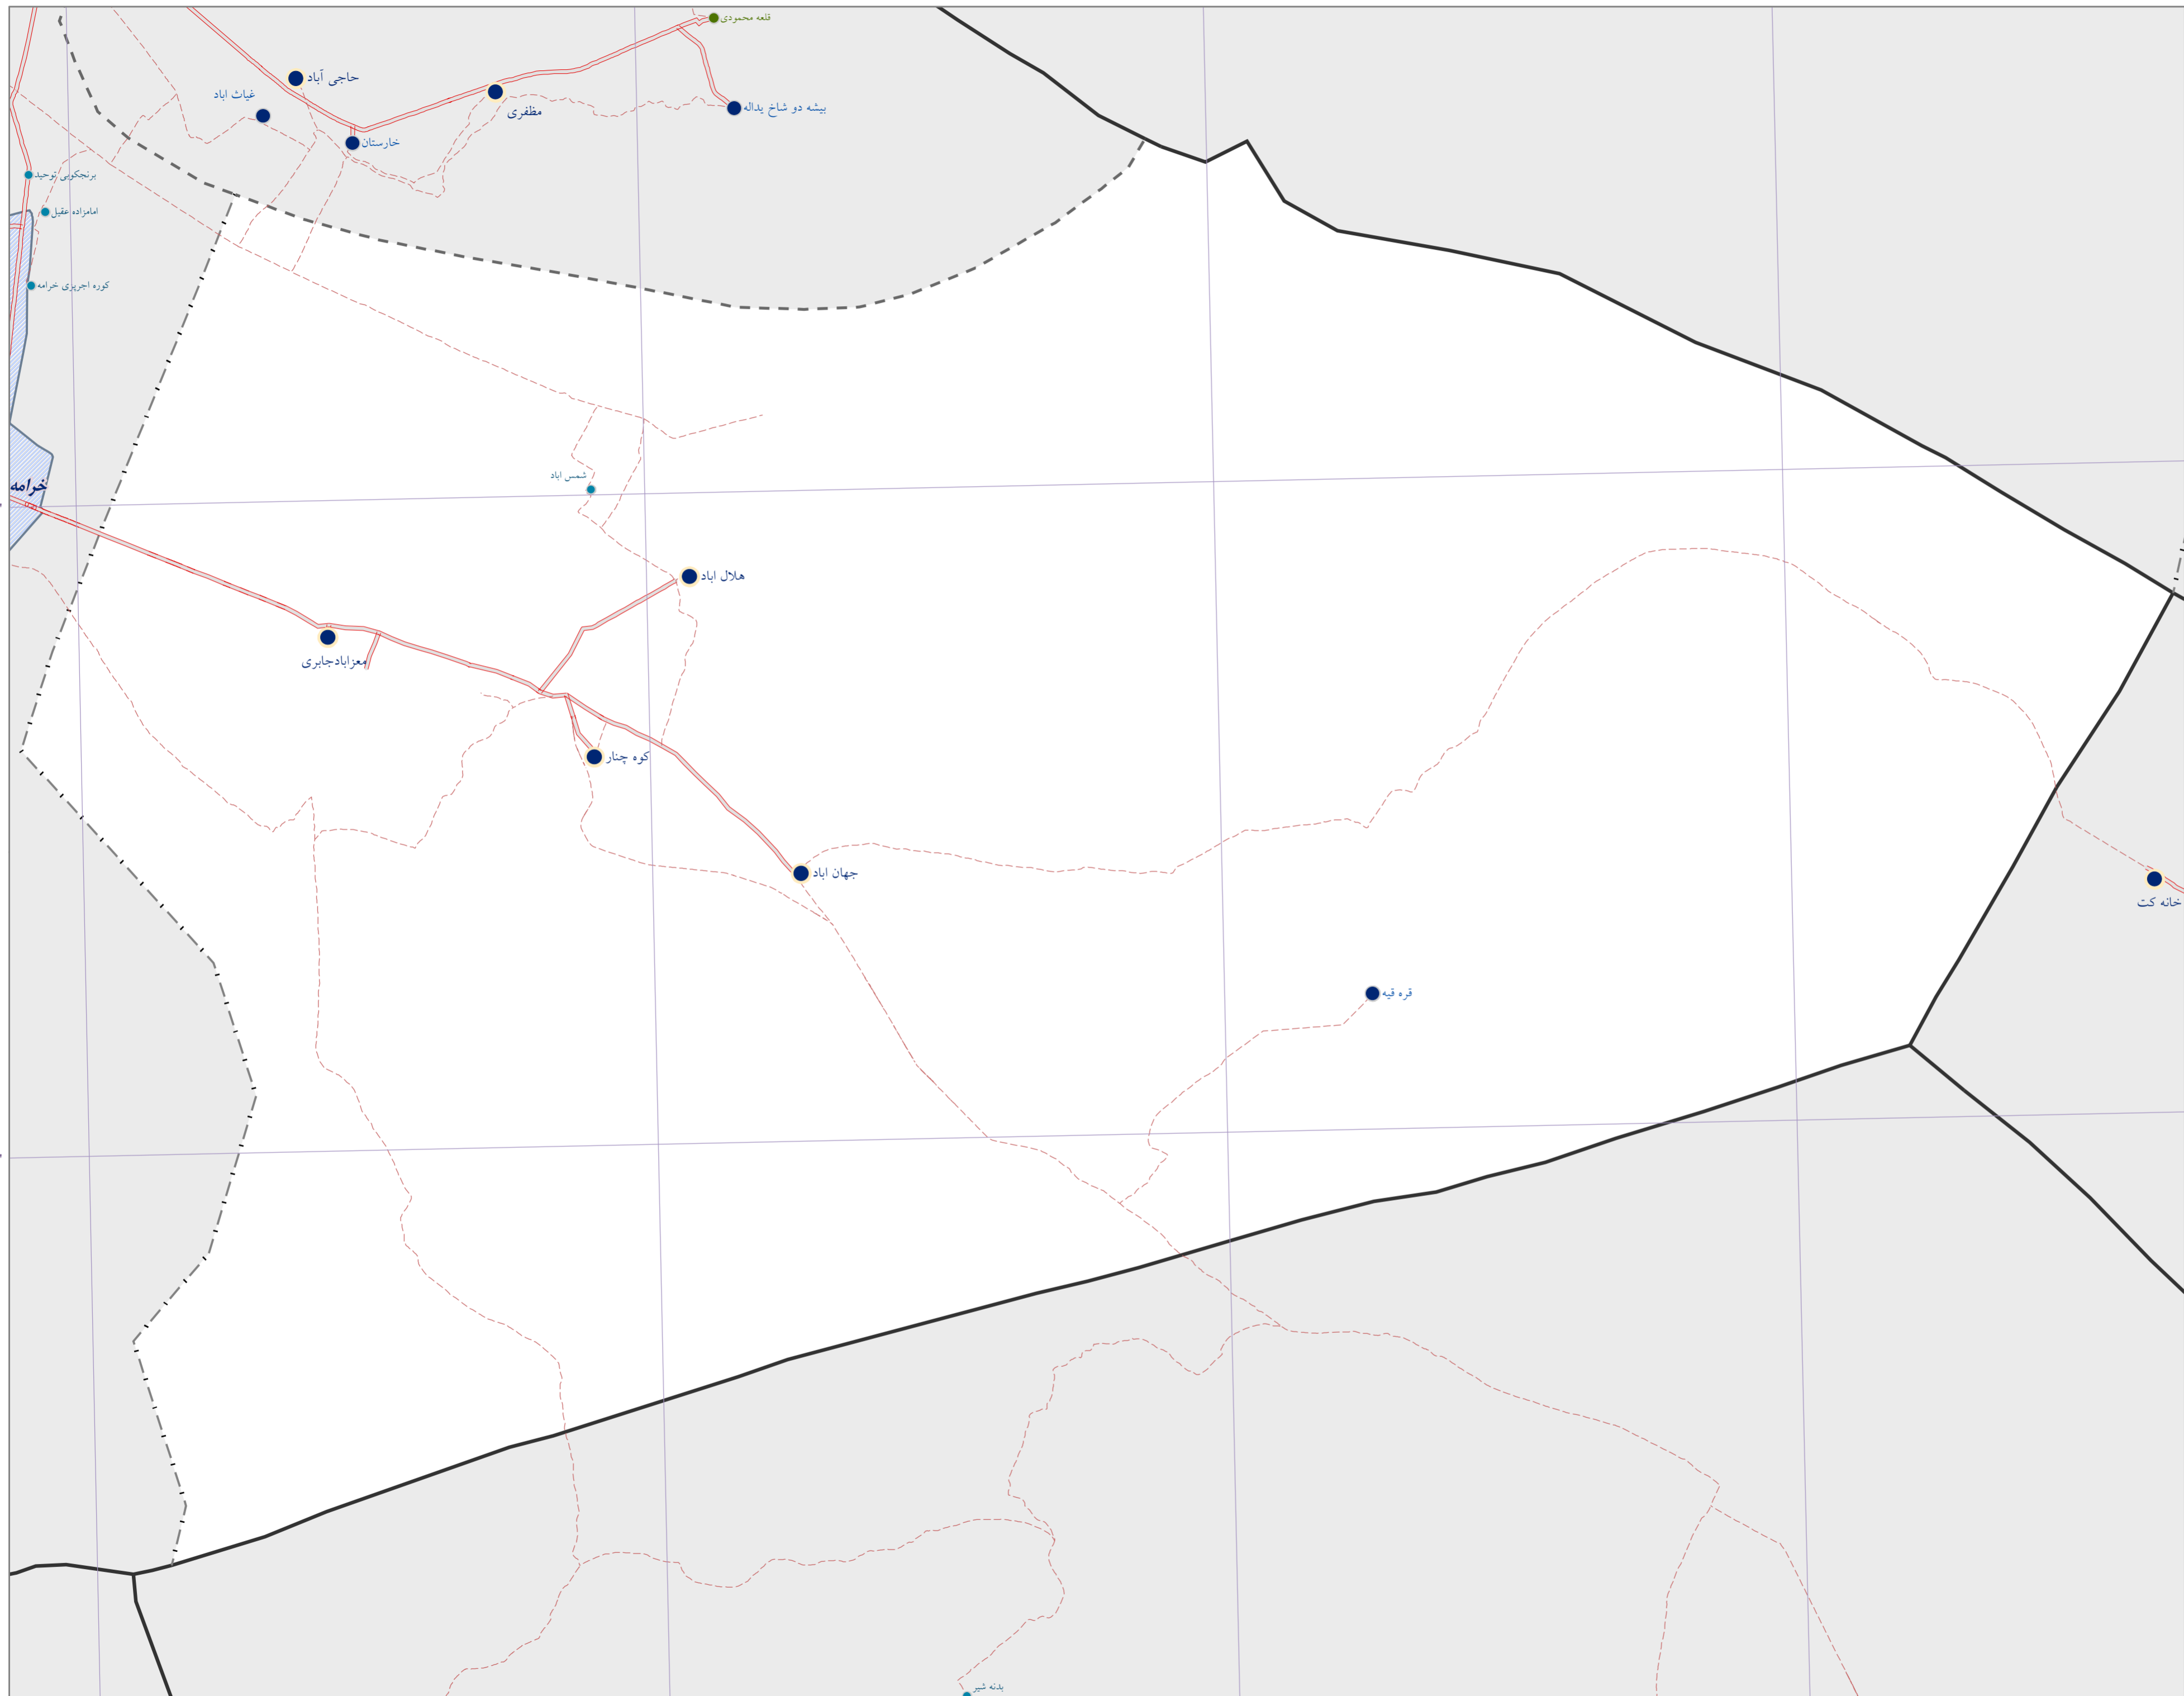 قلعه محمودی
حاجی آباد
غیاث اباد
مظفری
بیشه دو شاخ یداله
خارستان
برنجکوبی توحید
امامزاده عقیل
کوره اجرپزی خرامه
شمس اباد
خرامه
هلال اباد
معزابادجابری
کوه چنار
جهان اباد
خانه کت
قره قیه
بدنه شیر